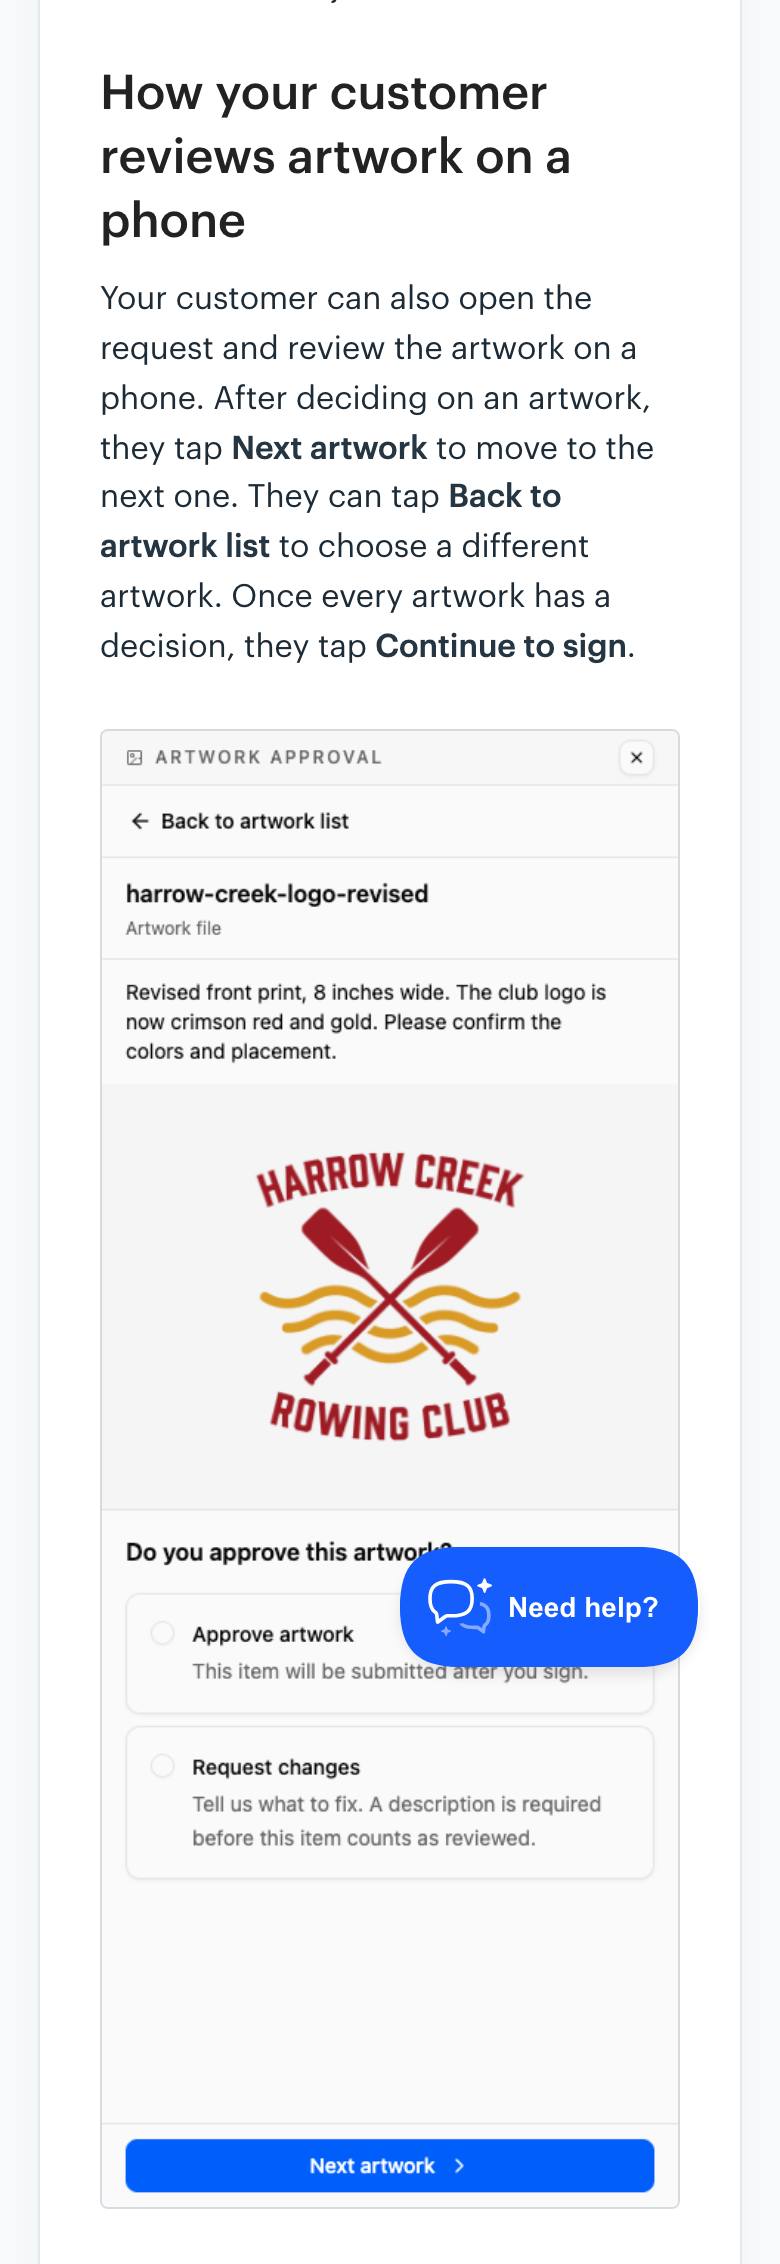 How your customer
reviews artwork on a
phone
Your customer can also open the
request and review the artwork on a
phone. After deciding on an artwork,
they tap Next artwork to move to the
next one. They can tap Back to
artwork list to choose a different
artwork. Once every artwork has a
decision, they tap Continue to sign.
ARTWORK APPROVAL
Back to artwork list
harrow-creek-logo-revised
Artwork file
Revised front print, 8 inches wide. The club logo is
now crimson red and gold. Please confirm the
colors and placement.
HARROW CREEK
ROWING CLUB
Do you approve this artwork?
Need help?
Approve artwork
This item will be submitted after you sign.
Request changes
Tell us what to fix. A description is required
before this item counts as reviewed.
Next artwork